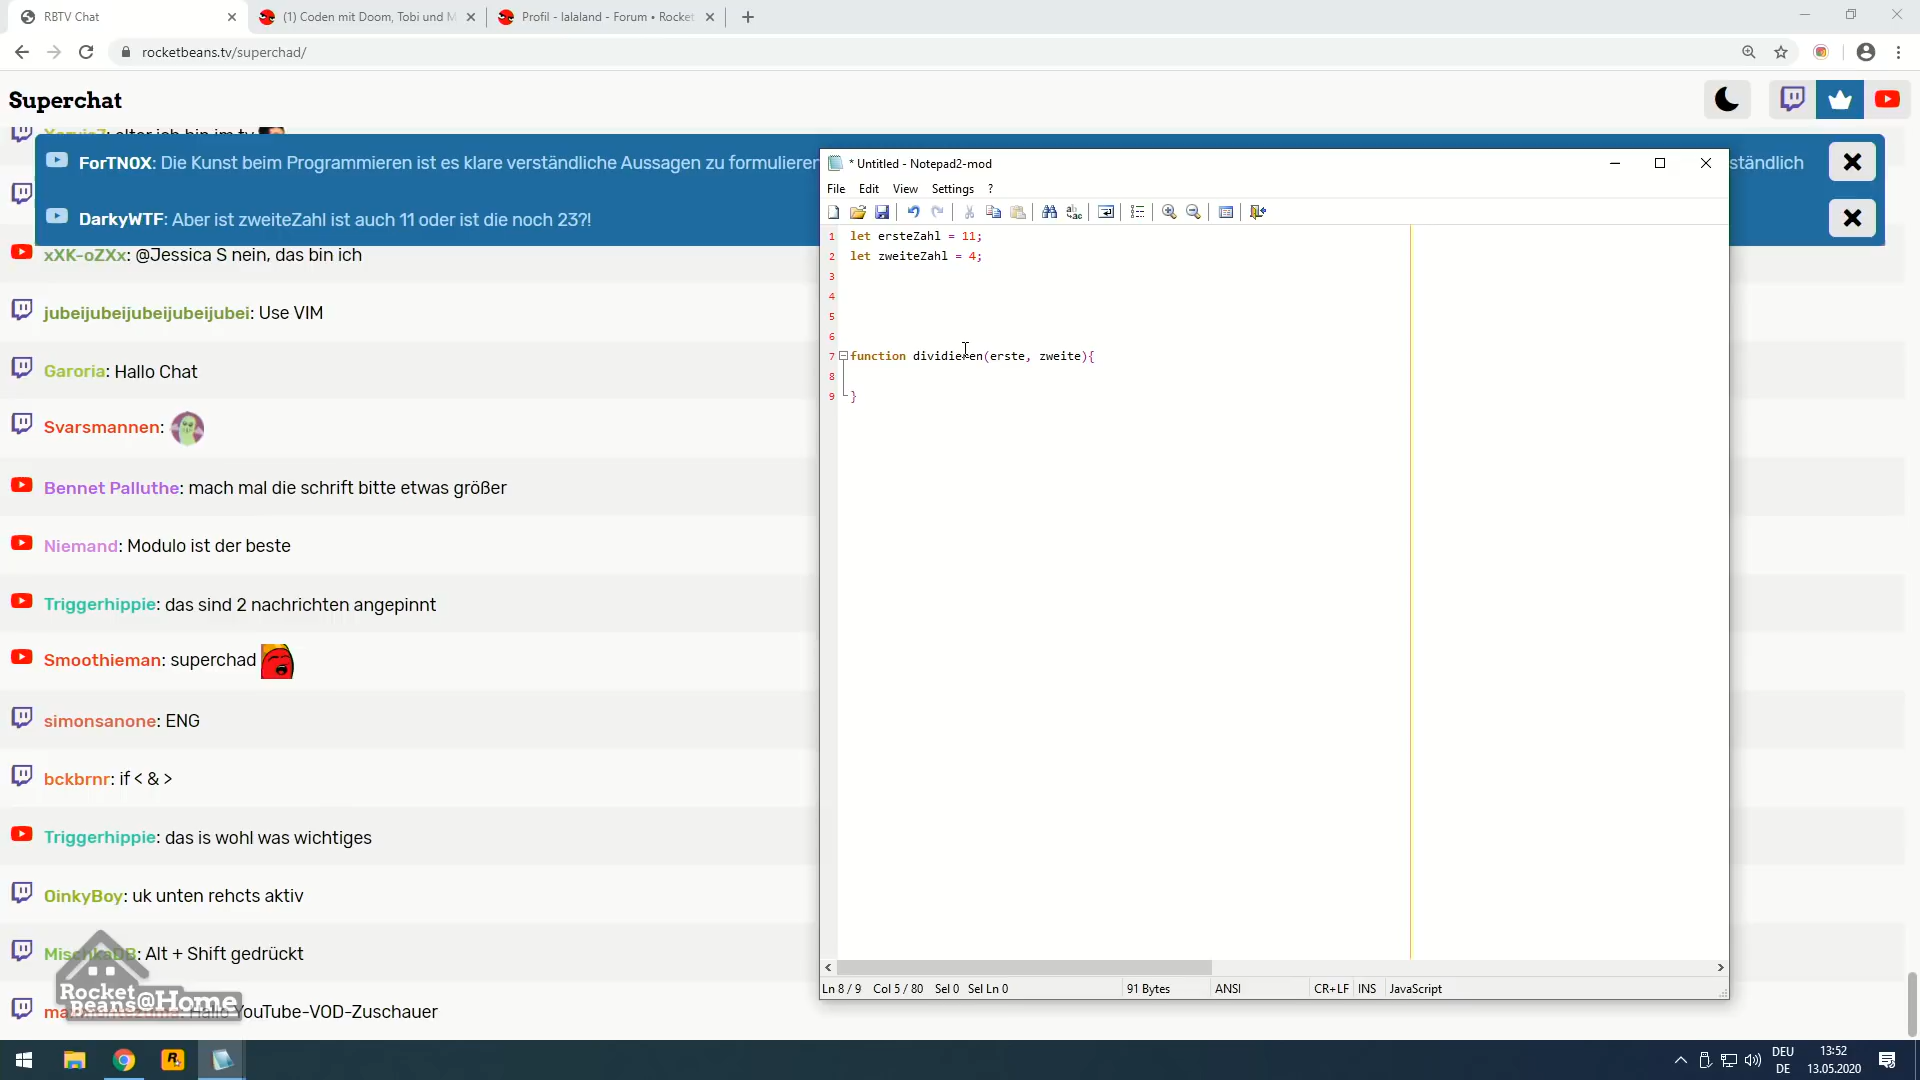 RBTV Chat
(1) Coden mit Doom, Tobi und M
Profil - lalaland - Forum • Rocket
rocketbeans.tv/superchad/
Superchat
ForTN0X: Die Kunst beim Programmieren ist es klare verständliche Aussagen zu formulieren
ständlich
DarkyWTF: Aber ist zweiteZahl ist auch 11 oder ist die noch 23?!
xXK-oZXx: @Jessica S nein, das bin ich
jubeijubeijubeijubeijubei: Use VIM
Garoria: Hallo Chat
Svarsmannen:
Bennet Palluthe: mach mal die schrift bitte etwas größer
Niemand: Modulo ist der beste
Triggerhippie: das sind 2 nachrichten angepinnt
Smoothieman: superchad
simonsanone: ENG
bckbrnr: if < & >
Triggerhippie: das is wohl was wichtiges
OinkyBoy: uk unten rehcts aktiv
MischkaDB: Alt + Shift gedrückt
Hallo YouTube-VOD-Zuschauer
Rocket
Beans@Home
* Untitled - Notepad2-mod
File Edit View Settings ?
1 let ersteZahl = 11;
2 let zweiteZahl = 4;
3
4
5
6
7 function dividieren(erste, zweite){
8
9 }
Ln 8 / 9 Col 5 / 80 Sel 0 Sel Ln 0 91 Bytes ANSI CR+LF INS JavaScript
DEU
DE
13:52
13.05.2020